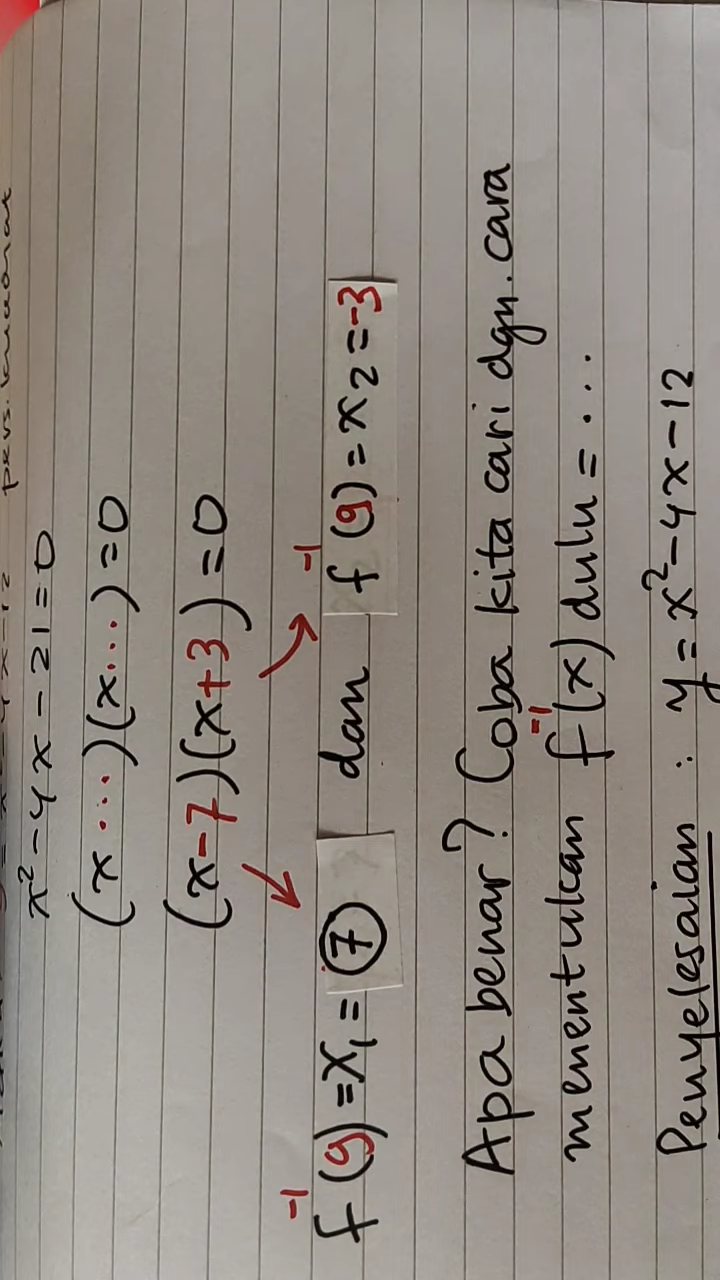 x² - 4x - 21 = 0
(x ...)(x ...) = 0
(x - 7)(x + 3) = 0
f⁻¹(9) = x₁ = 7 dan f⁻¹(9) = x₂ = -3
Apa benar? Coba kita cari dgn. cara
menentukan f⁻¹(x) dulu = ...
Penyelesaian : y = x² - 4x - 12